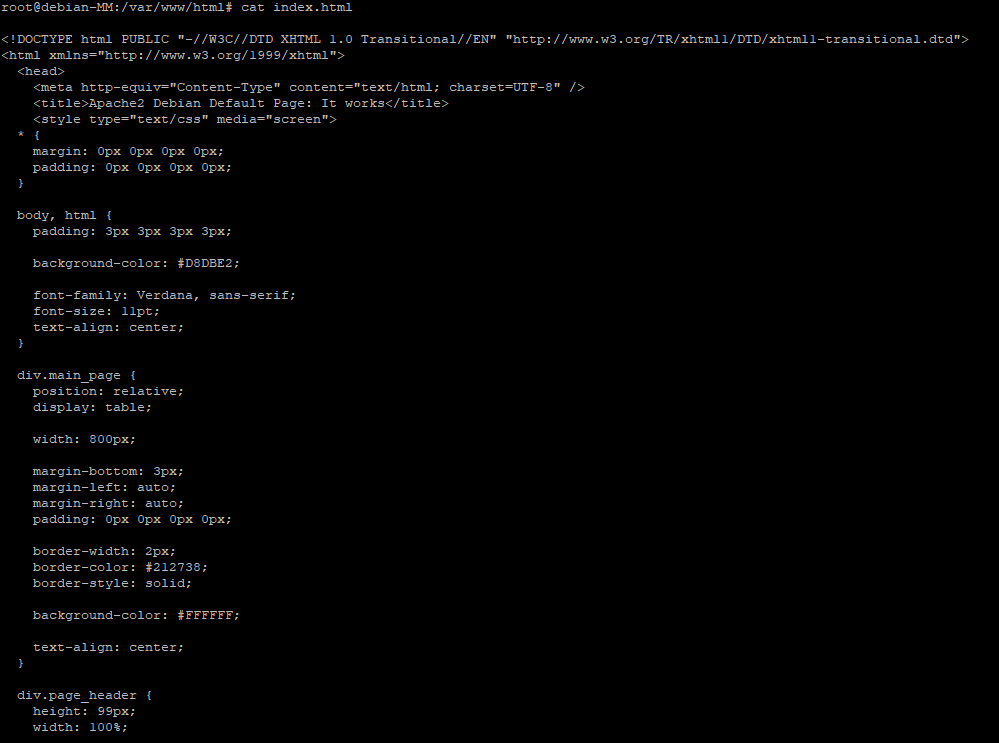 root@debian-MM:/var/www/html# cat index.html
<!DOCTYPE html PUBLIC "-//W3C//DTD XHTML 1.0 Transitional//EN" "http://www.w3.org/TR/xhtml1/DTD/xhtml1-transitional.dtd">
<html xmlns="http://www.w3.org/1999/xhtml">
  <head>
    <meta http-equiv="Content-Type" content="text/html; charset=UTF-8" />
    <title>Apache2 Debian Default Page: It works</title>
    <style type="text/css" media="screen">
  * {
    margin: 0px 0px 0px 0px;
    padding: 0px 0px 0px 0px;
  }

  body, html {
    padding: 3px 3px 3px 3px;

    background-color: #D8DBE2;

    font-family: Verdana, sans-serif;
    font-size: 11pt;
    text-align: center;
  }

  div.main_page {
    position: relative;
    display: table;

    width: 800px;

    margin-bottom: 3px;
    margin-left: auto;
    margin-right: auto;
    padding: 0px 0px 0px 0px;

    border-width: 2px;
    border-color: #212738;
    border-style: solid;

    background-color: #FFFFFF;

    text-align: center;
  }

  div.page_header {
    height: 99px;
    width: 100%;